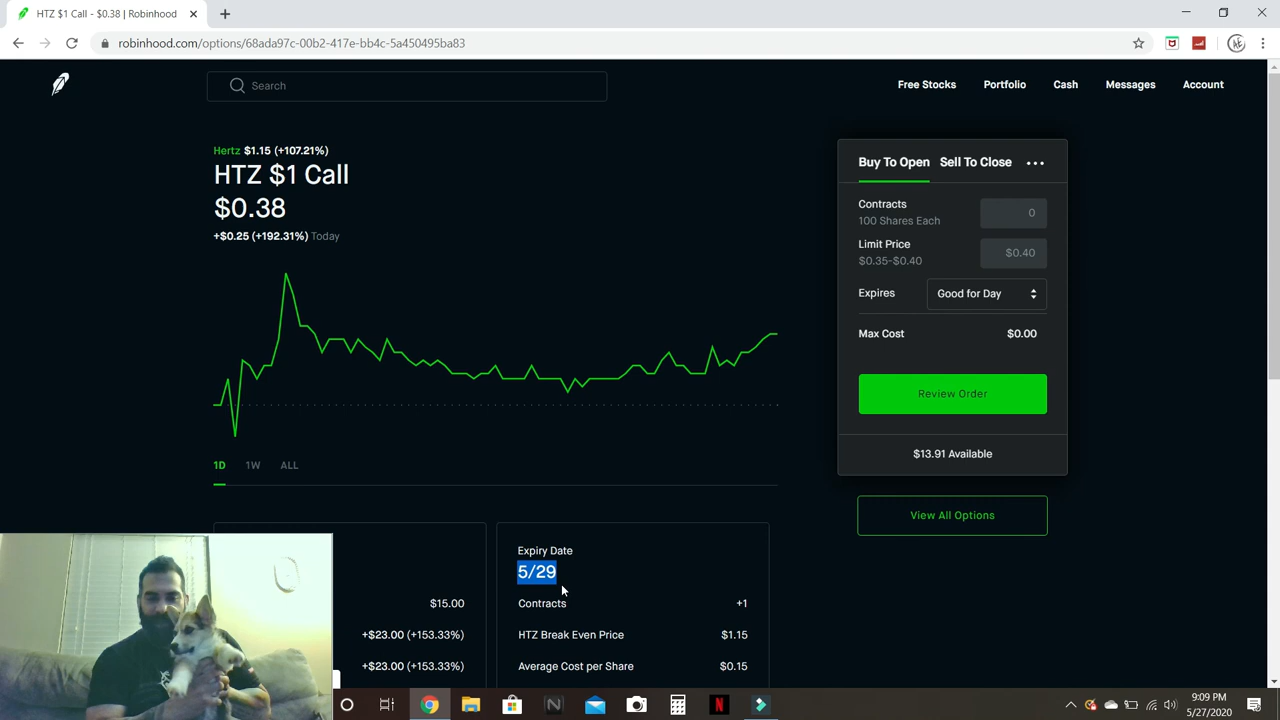 HTZ $1 Call - $0.38 | Robinhood
robinhood.com/options/68ada97c-00b2-417e-bb4c-5a450495ba83
Search
Free Stocks Portfolio Cash Messages Account
Hertz $1.15 (+107.21%)
HTZ $1 Call
$0.38
+$0.25 (+192.31%) Today
1D 1W ALL
Buy To Open Sell To Close
Contracts 0
100 Shares Each
Limit Price $0.40
$0.35-$0.40
Expires Good for Day
Max Cost $0.00
Review Order
$13.91 Available
View All Options
$15.00
+$23.00 (+153.33%)
+$23.00 (+153.33%)
Expiry Date
5/29
Contracts +1
HTZ Break Even Price $1.15
Average Cost per Share $0.15
9:09 PM
5/27/2020